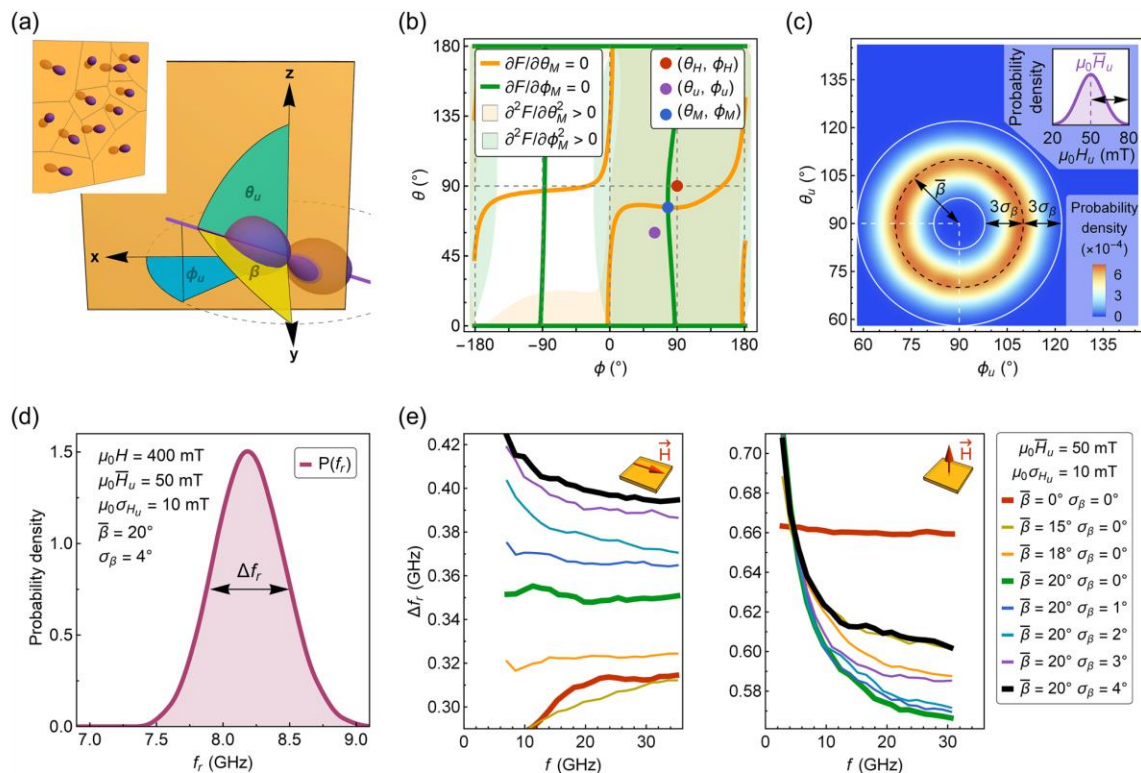 (a)
z
θu
x
ϕu
β
y
(b)
180
135
90
45
0
θ (°)
∂F/∂θM = 0
∂F/∂ϕM = 0
∂²F/∂θ²M > 0
∂²F/∂ϕ²M > 0
(θH, ϕH)
(θu, ϕu)
(θM, ϕM)
−180 −90 0 90 180
ϕ (°)
(c)
135
120
105
90
75
60
θu (°)
β̅
3σβ 3σβ
Probability
density
μ0H̅u
20 50 80
μ0Hu (mT)
Probability
density
(×10⁻⁴)
6
3
0
60 75 90 105 120 135
ϕu (°)
(d)
1.5
1.0
0.5
0.0
Probability density
μ0H = 400 mT
μ0H̅u = 50 mT
μ0σHu = 10 mT
β̅ = 20°
σβ = 4°
P(fr)
Δfr
7.0 7.5 8.0 8.5 9.0
fr (GHz)
(e)
0.42
0.40
0.38
0.36
0.34
0.32
0.30
Δfr (GHz)
H⃗
0 10 20 30
f (GHz)
0.70
0.68
0.66
0.64
0.62
0.60
0.58
H⃗
0 10 20 30
f (GHz)
μ0H̅u = 50 mT
μ0σHu = 10 mT
β̅ = 0° σβ = 0°
β̅ = 15° σβ = 0°
β̅ = 18° σβ = 0°
β̅ = 20° σβ = 0°
β̅ = 20° σβ = 1°
β̅ = 20° σβ = 2°
β̅ = 20° σβ = 3°
β̅ = 20° σβ = 4°